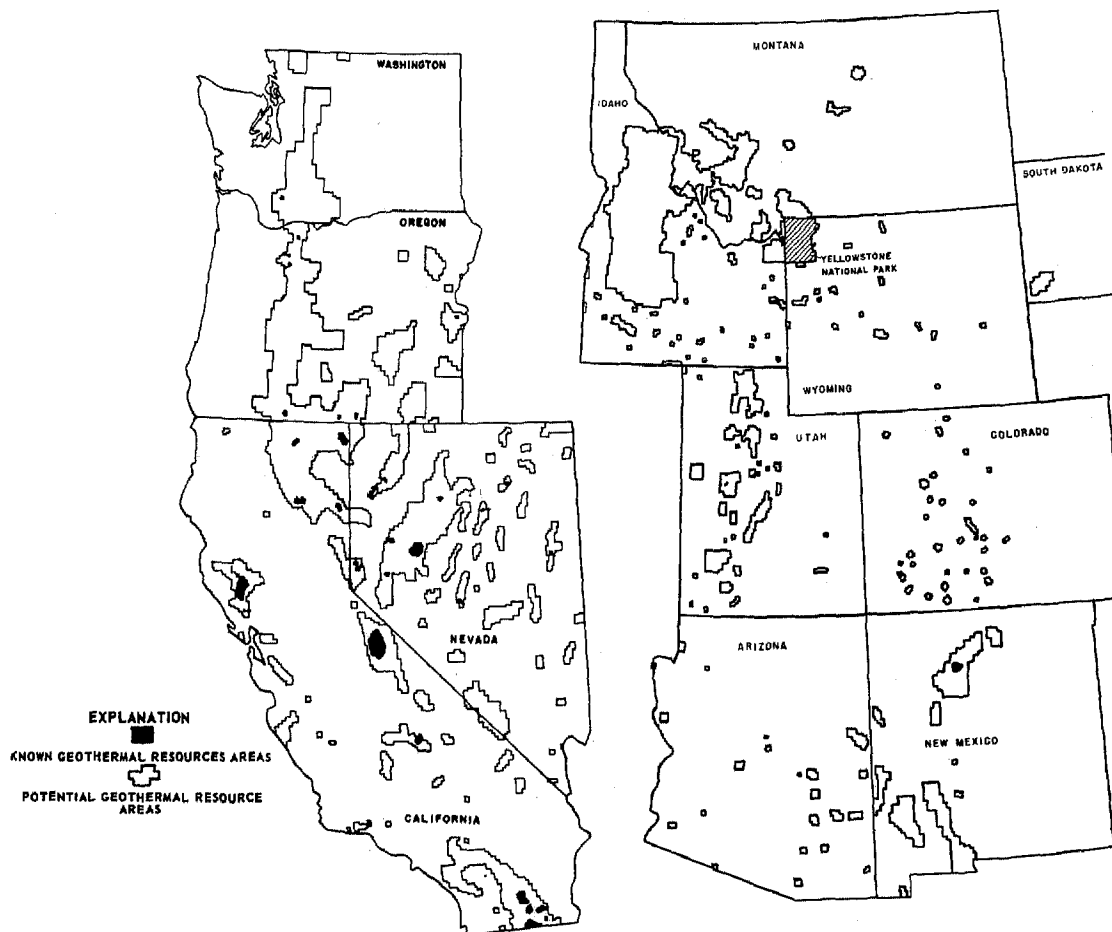 WASHINGTON
OREGON
NEVADA
CALIFORNIA
EXPLANATION
KNOWN GEOTHERMAL RESOURCES AREAS
POTENTIAL GEOTHERMAL RESOURCE
AREAS
MONTANA
IDAHO
SOUTH DAKOTA
YELLOWSTONE
NATIONAL PARK
WYOMING
UTAH
COLORADO
ARIZONA
NEW MEXICO